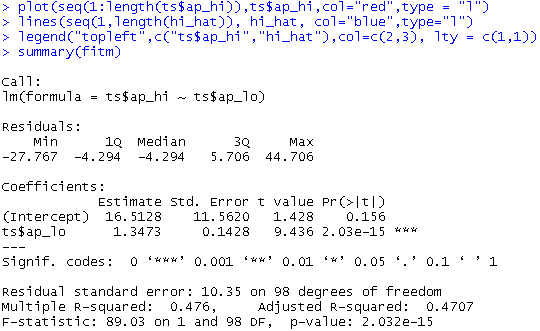 > plot(seq(1:length(ts$ap_hi)),ts$ap_hi,col="red",type = "l")
> lines(seq(1,length(hi_hat)), hi_hat, col="blue",type="l")
> legend("topleft",c("ts$ap_hi","hi_hat"),col=c(2,3), lty = c(1,1))
> summary(fitm)

Call:
lm(formula = ts$ap_hi ~ ts$ap_lo)

Residuals:
    Min      1Q  Median      3Q     Max
-27.767  -4.294  -4.294   5.706  44.706

Coefficients:
            Estimate Std. Error t value Pr(>|t|)
(Intercept)  16.5128    11.5620   1.428    0.156
ts$ap_lo      1.3473     0.1428   9.436 2.03e-15 ***
---
Signif. codes:  0 ‘***’ 0.001 ‘**’ 0.01 ‘*’ 0.05 ‘.’ 0.1 ‘ ’ 1

Residual standard error: 10.35 on 98 degrees of freedom
Multiple R-squared:  0.476,	Adjusted R-squared:  0.4707
F-statistic: 89.03 on 1 and 98 DF,  p-value: 2.032e-15